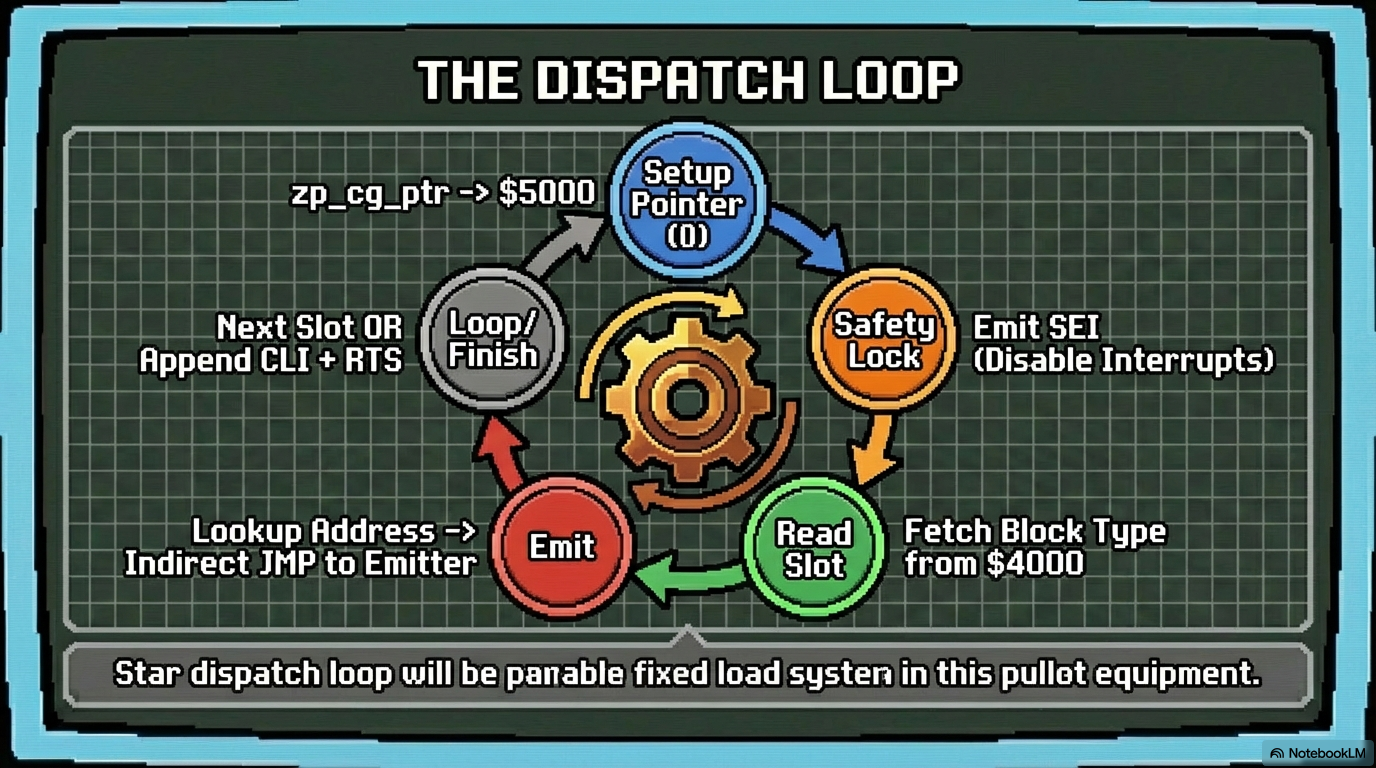 THE DISPATCH LOOP
zp_cg_ptr -> $5000
Setup
Pointer
(0)
Next Slot OR
Append CLI + RTS
Loop/
Finish
Safety
Lock
Emit SEI
(Disable Interrupts)
Lookup Address ->
Indirect JMP to Emitter
Emit
Read
Slot
Fetch Block Type
from $4000
Star dispatch loop will be fixed load in this pullot equipment.
NotebookLM